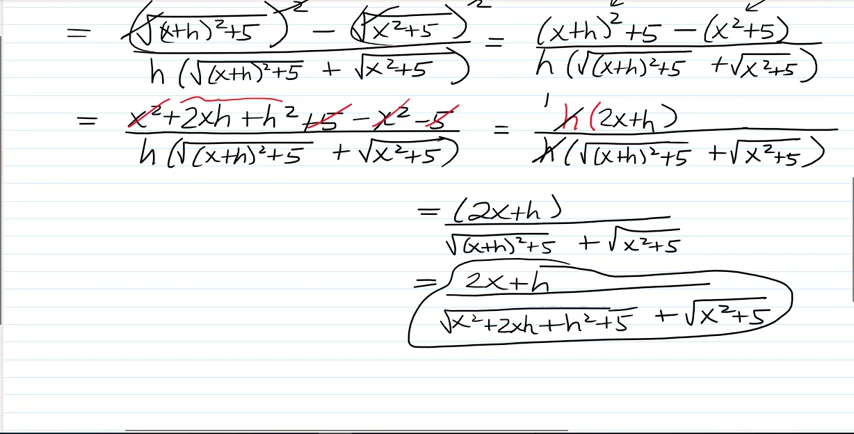 = (√(x+h)²+5)² − (√x²+5)² / h(√(x+h)²+5 + √x²+5) = (x+h)²+5 − (x²+5) / h(√(x+h)²+5 + √x²+5)
= x²+2xh+h²+5−x²−5 / h(√(x+h)²+5 + √x²+5) = 1 h(2x+h) / h(√(x+h)²+5 + √x²+5)
= (2x+h) / √(x+h)²+5 + √x²+5
= 2x+h / √x²+2xh+h²+5 + √x²+5